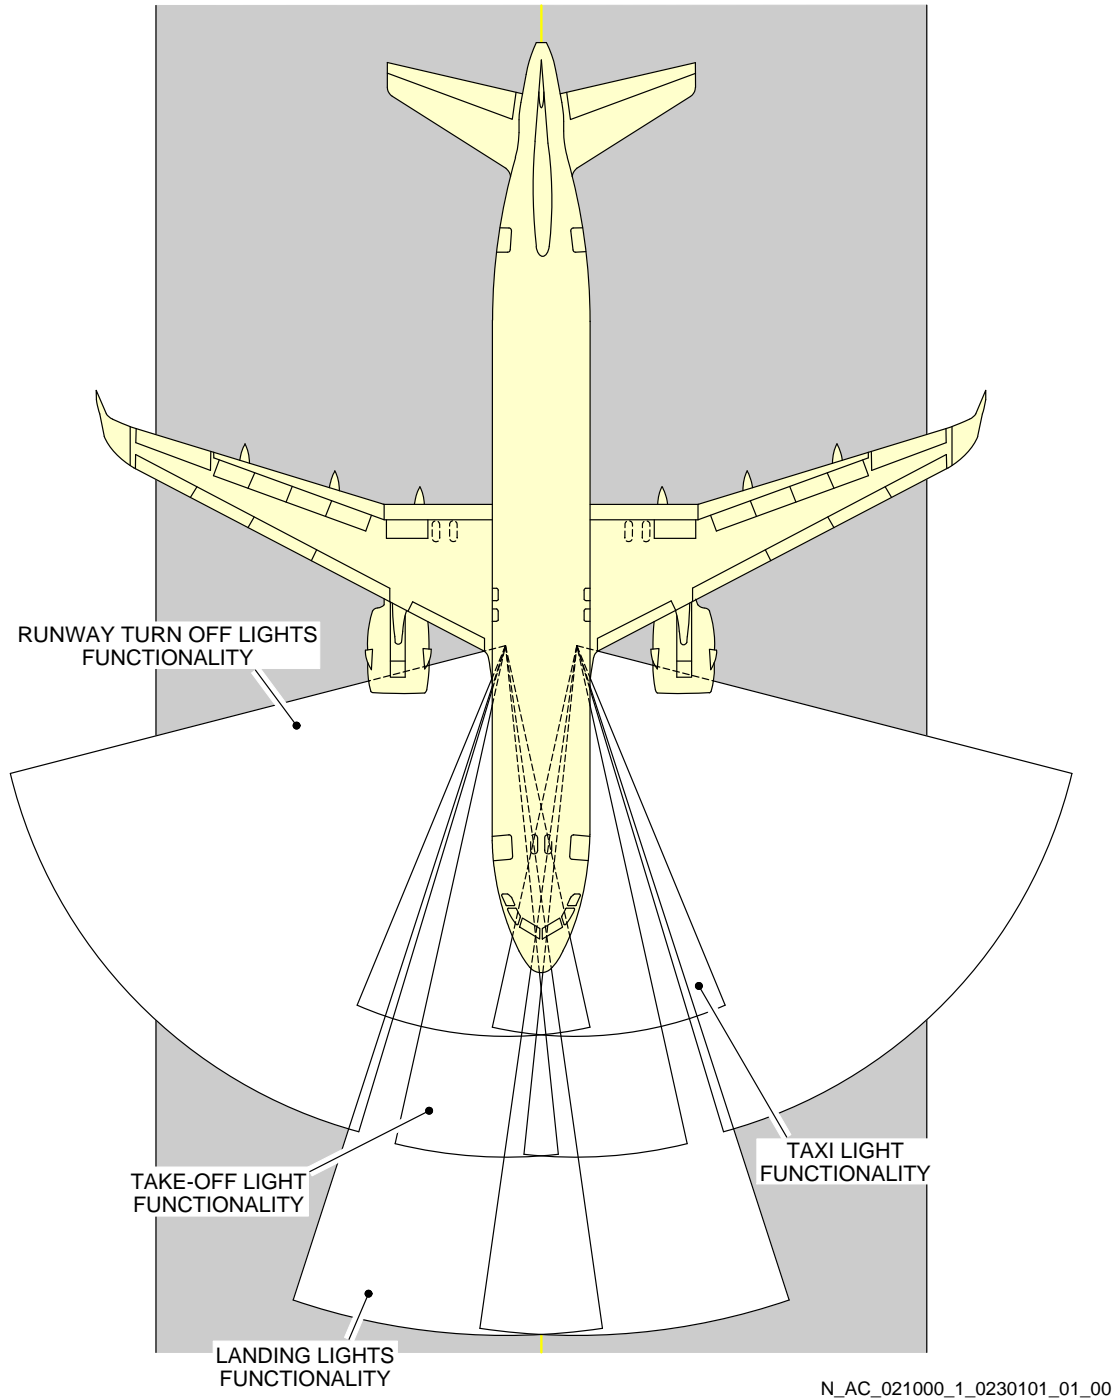 RUNWAY TURN OFF LIGHTS
FUNCTIONALITY
TAXI LIGHT
FUNCTIONALITY
TAKE-OFF LIGHT
FUNCTIONALITY
LANDING LIGHTS
FUNCTIONALITY
N_AC_021000_1_0230101_01_00